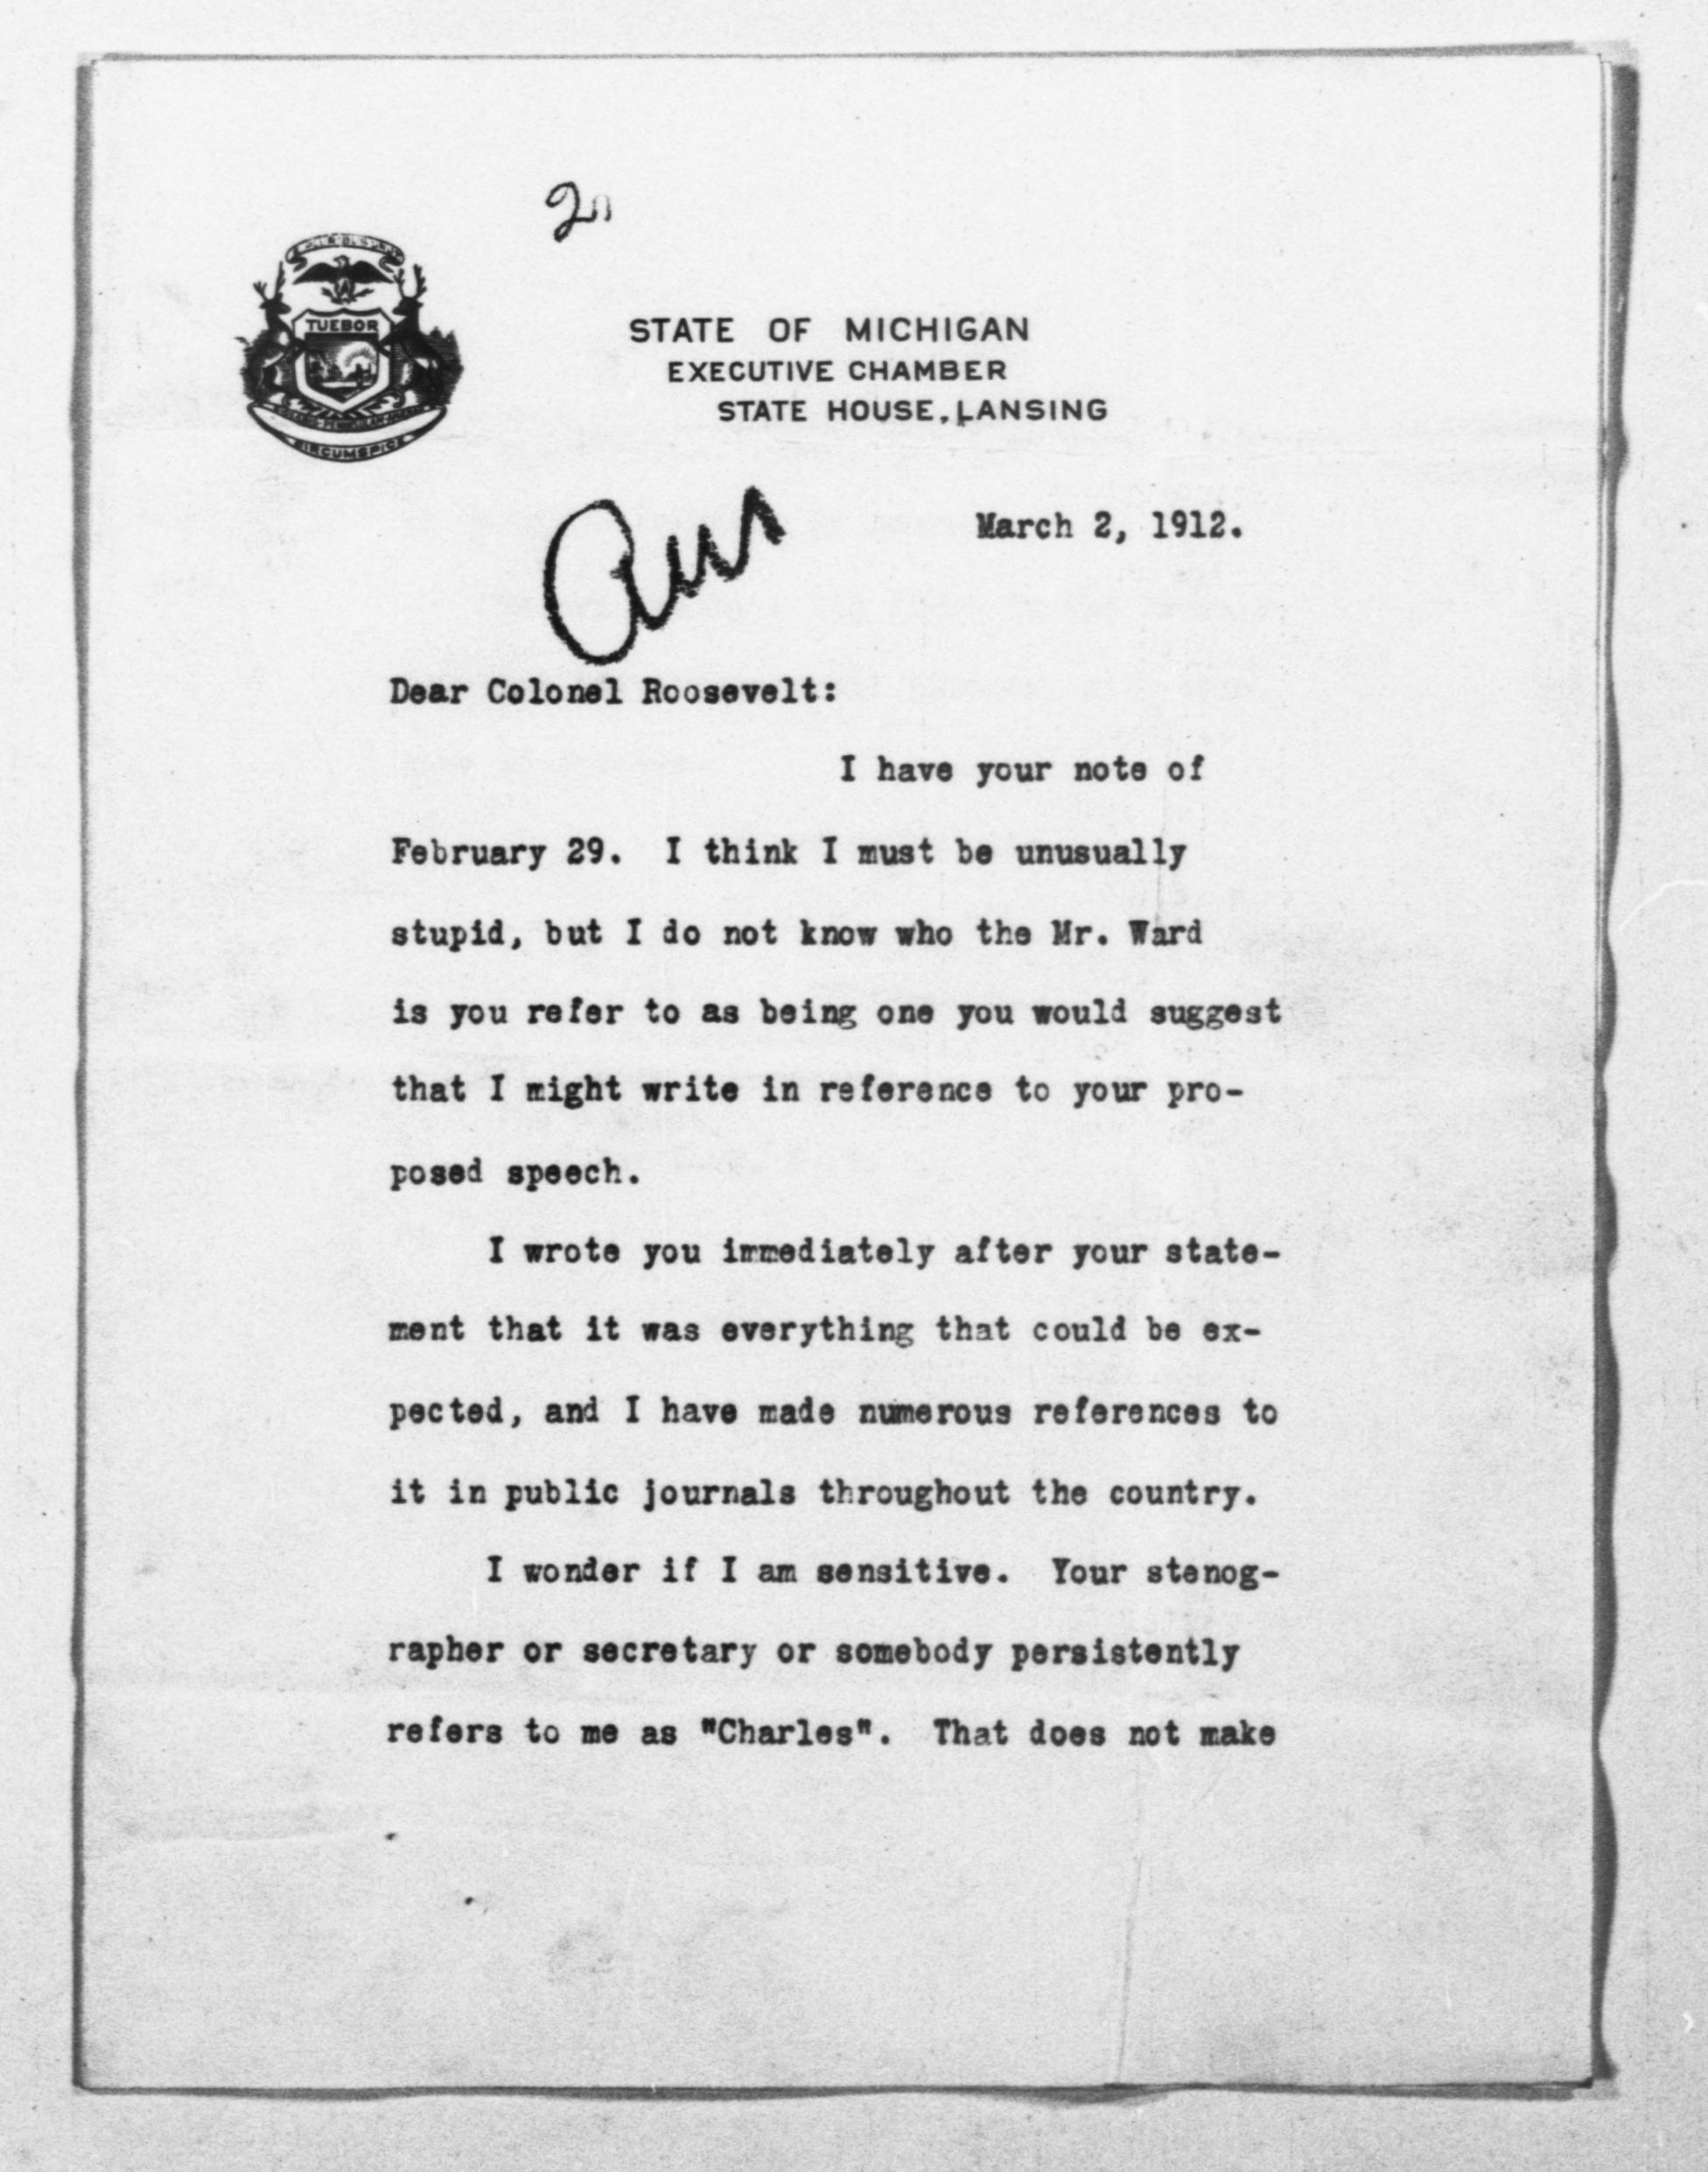 TUEBOR
CIRCUMSPICE
STATE OF MICHIGAN
EXECUTIVE CHAMBER
STATE HOUSE, LANSING
March 2, 1912.
Dear Colonel Roosevelt:
I have your note of
February 29. I think I must be unusually
stupid, but I do not know who the Mr. Ward
is you refer to as being one you would suggest
that I might write in reference to your pro-
posed speech.
I wrote you immediately after your state-
ment that it was everything that could be ex-
pected, and I have made numerous references to
it in public journals throughout the country.
I wonder if I am sensitive. Your stenog-
rapher or secretary or somebody persistently
refers to me as "Charles". That does not make